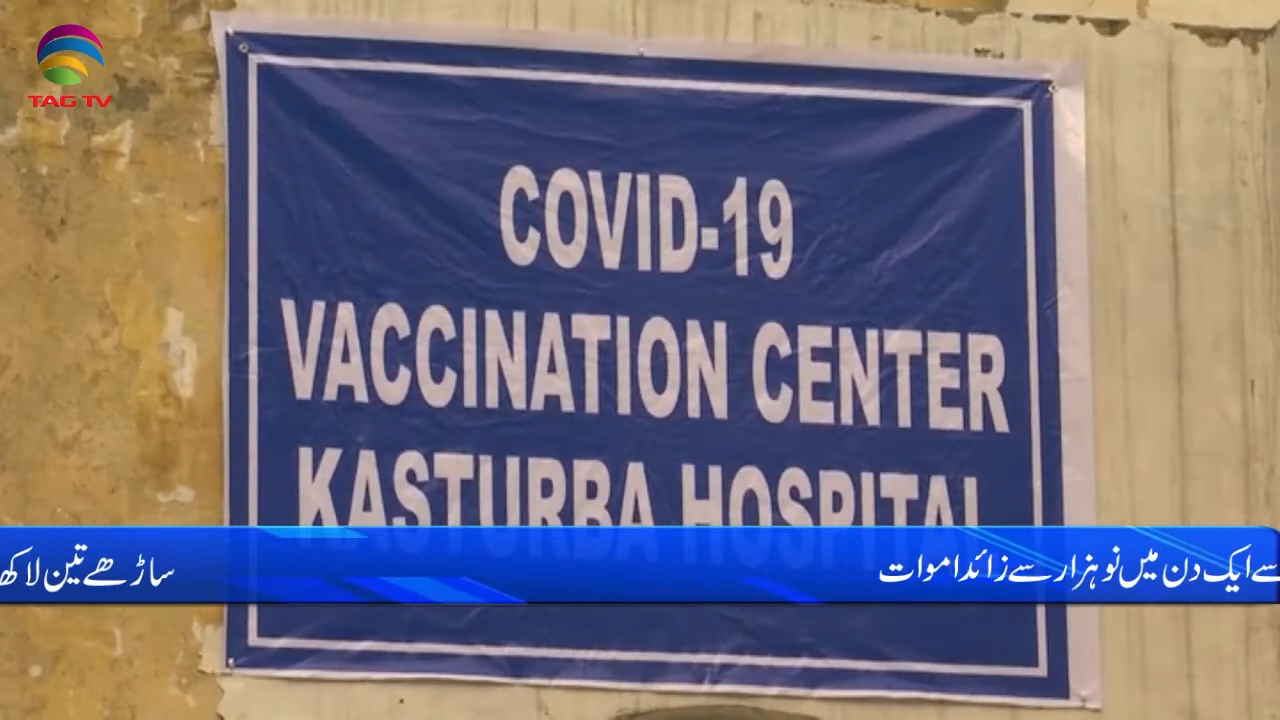 TAG TV
COVID-19
VACCINATION CENTER
KASTURBA HOSPITAL
سے ایک دن میں نو ہزار سے زائد اموات
ساڑھے تین لاکھ